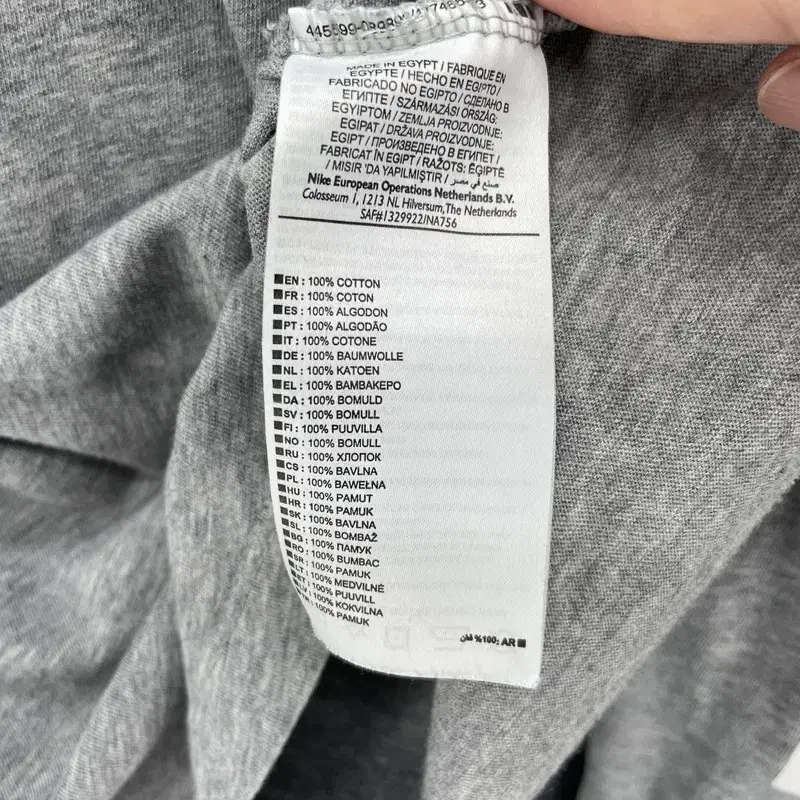 MADE IN EGYPT / FABRIQUÉ EN
EGYPTE / HECHO EN EGIPTO /
FABRICADO NO EGIPTO / СДЕЛАНО В
ЕГИПТЕ / SZÁRMAZÁSI ORSZÁG:
EGYIPTOM / ZEMLJA PROIZVODNJE:
EGIPAT / DRŽAVA PROIZVODNJE:
EGIPT / ПРОИЗВЕДЕНО В ЕГИПЕТ /
FABRICAT ÎN EGIPT / RAŽOTS: ĒĢIPTĒ
/ MISIR 'DA YAPILMIŞTIR / صنع في مصر
Nike European Operations Netherlands B.V.
Colosseum 1, 1213 NL Hilversum, The Netherlands
SAF#1329922/NA756
EN : 100% COTTON
FR : 100% COTON
ES : 100% ALGODON
PT : 100% ALGODÃO
IT : 100% COTONE
DE : 100% BAUMWOLLE
NL : 100% KATOEN
EL : 100% ΒΑΜΒΑΚΕΡΟ
DA : 100% BOMULD
SV : 100% BOMULL
FI : 100% PUUVILLA
NO : 100% BOMULL
RU : 100% ХЛОПОК
CS : 100% BAVLNA
PL : 100% BAWEŁNA
HU : 100% PAMUT
HR : 100% PAMUK
SK : 100% BAVLNA
SL : 100% BOMBAŽ
BG : 100% ПАМУК
RO : 100% BUMBAC
SR : 100% PAMUK
LT : 100% MEDVILNĖ
ET : 100% PUUVILL
LV : 100% KOKVILNA
100% PAMUK
AR :100% قطن